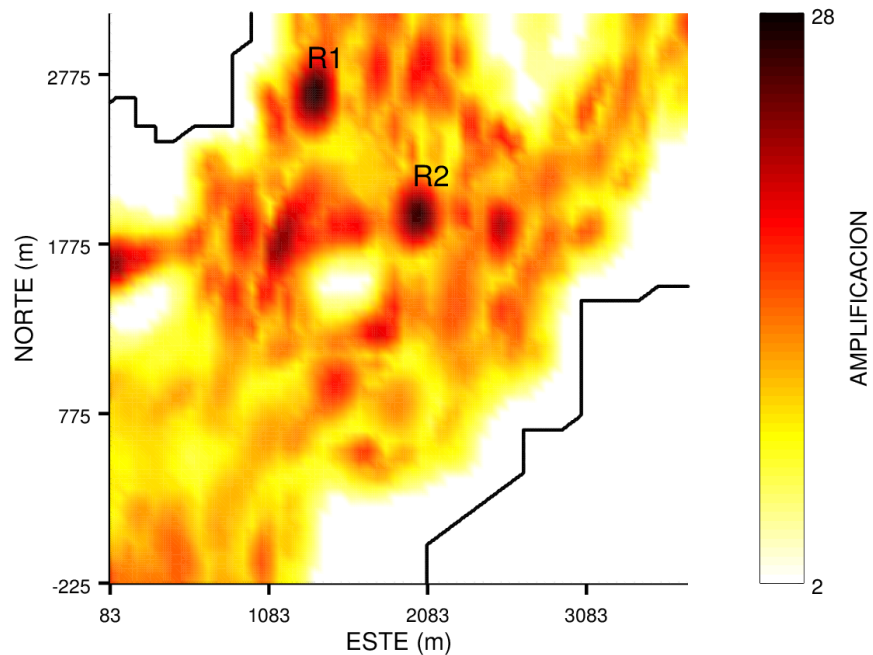 28
R1
2775
R2
1775
NORTE (m)
AMPLIFICACION
775
-225
2
83
1083
2083
3083
ESTE (m)